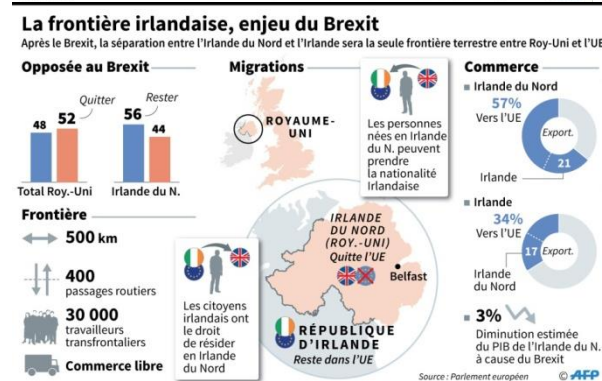 La frontière irlandaise, enjeu du Brexit
Après le Brexit, la séparation entre l'Irlande du Nord et l'Irlande sera la seule frontière terrestre entre Roy-Uni et l'UE
Opposée au Brexit
Quitter
Rester
48
52
56
44
Total Roy.-Uni
Irlande du N.
Frontière
500 km
400
passages routiers
30 000
travailleurs
transfrontaliers
Commerce libre
Migrations
ROYAUME-
UNI
Les personnes
nées en Irlande
du N. peuvent
prendre
la nationalité
Irlandaise
Les citoyens
irlandais ont
le droit
de résider
en Irlande
du Nord
IRLANDE
DU NORD
(ROY.-UNI)
Quitte l'UE
Belfast
RÉPUBLIQUE
D'IRLANDE
Reste dans l'UE
Commerce
Irlande du Nord
57%
Vers l'UE
Export.
Irlande
21
Irlande
34%
Vers l'UE
Export.
17
Irlande
du Nord
3%
Diminution estimée
du PIB de l'Irlande du N.
à cause du Brexit
Source : Parlement européen
© AFP